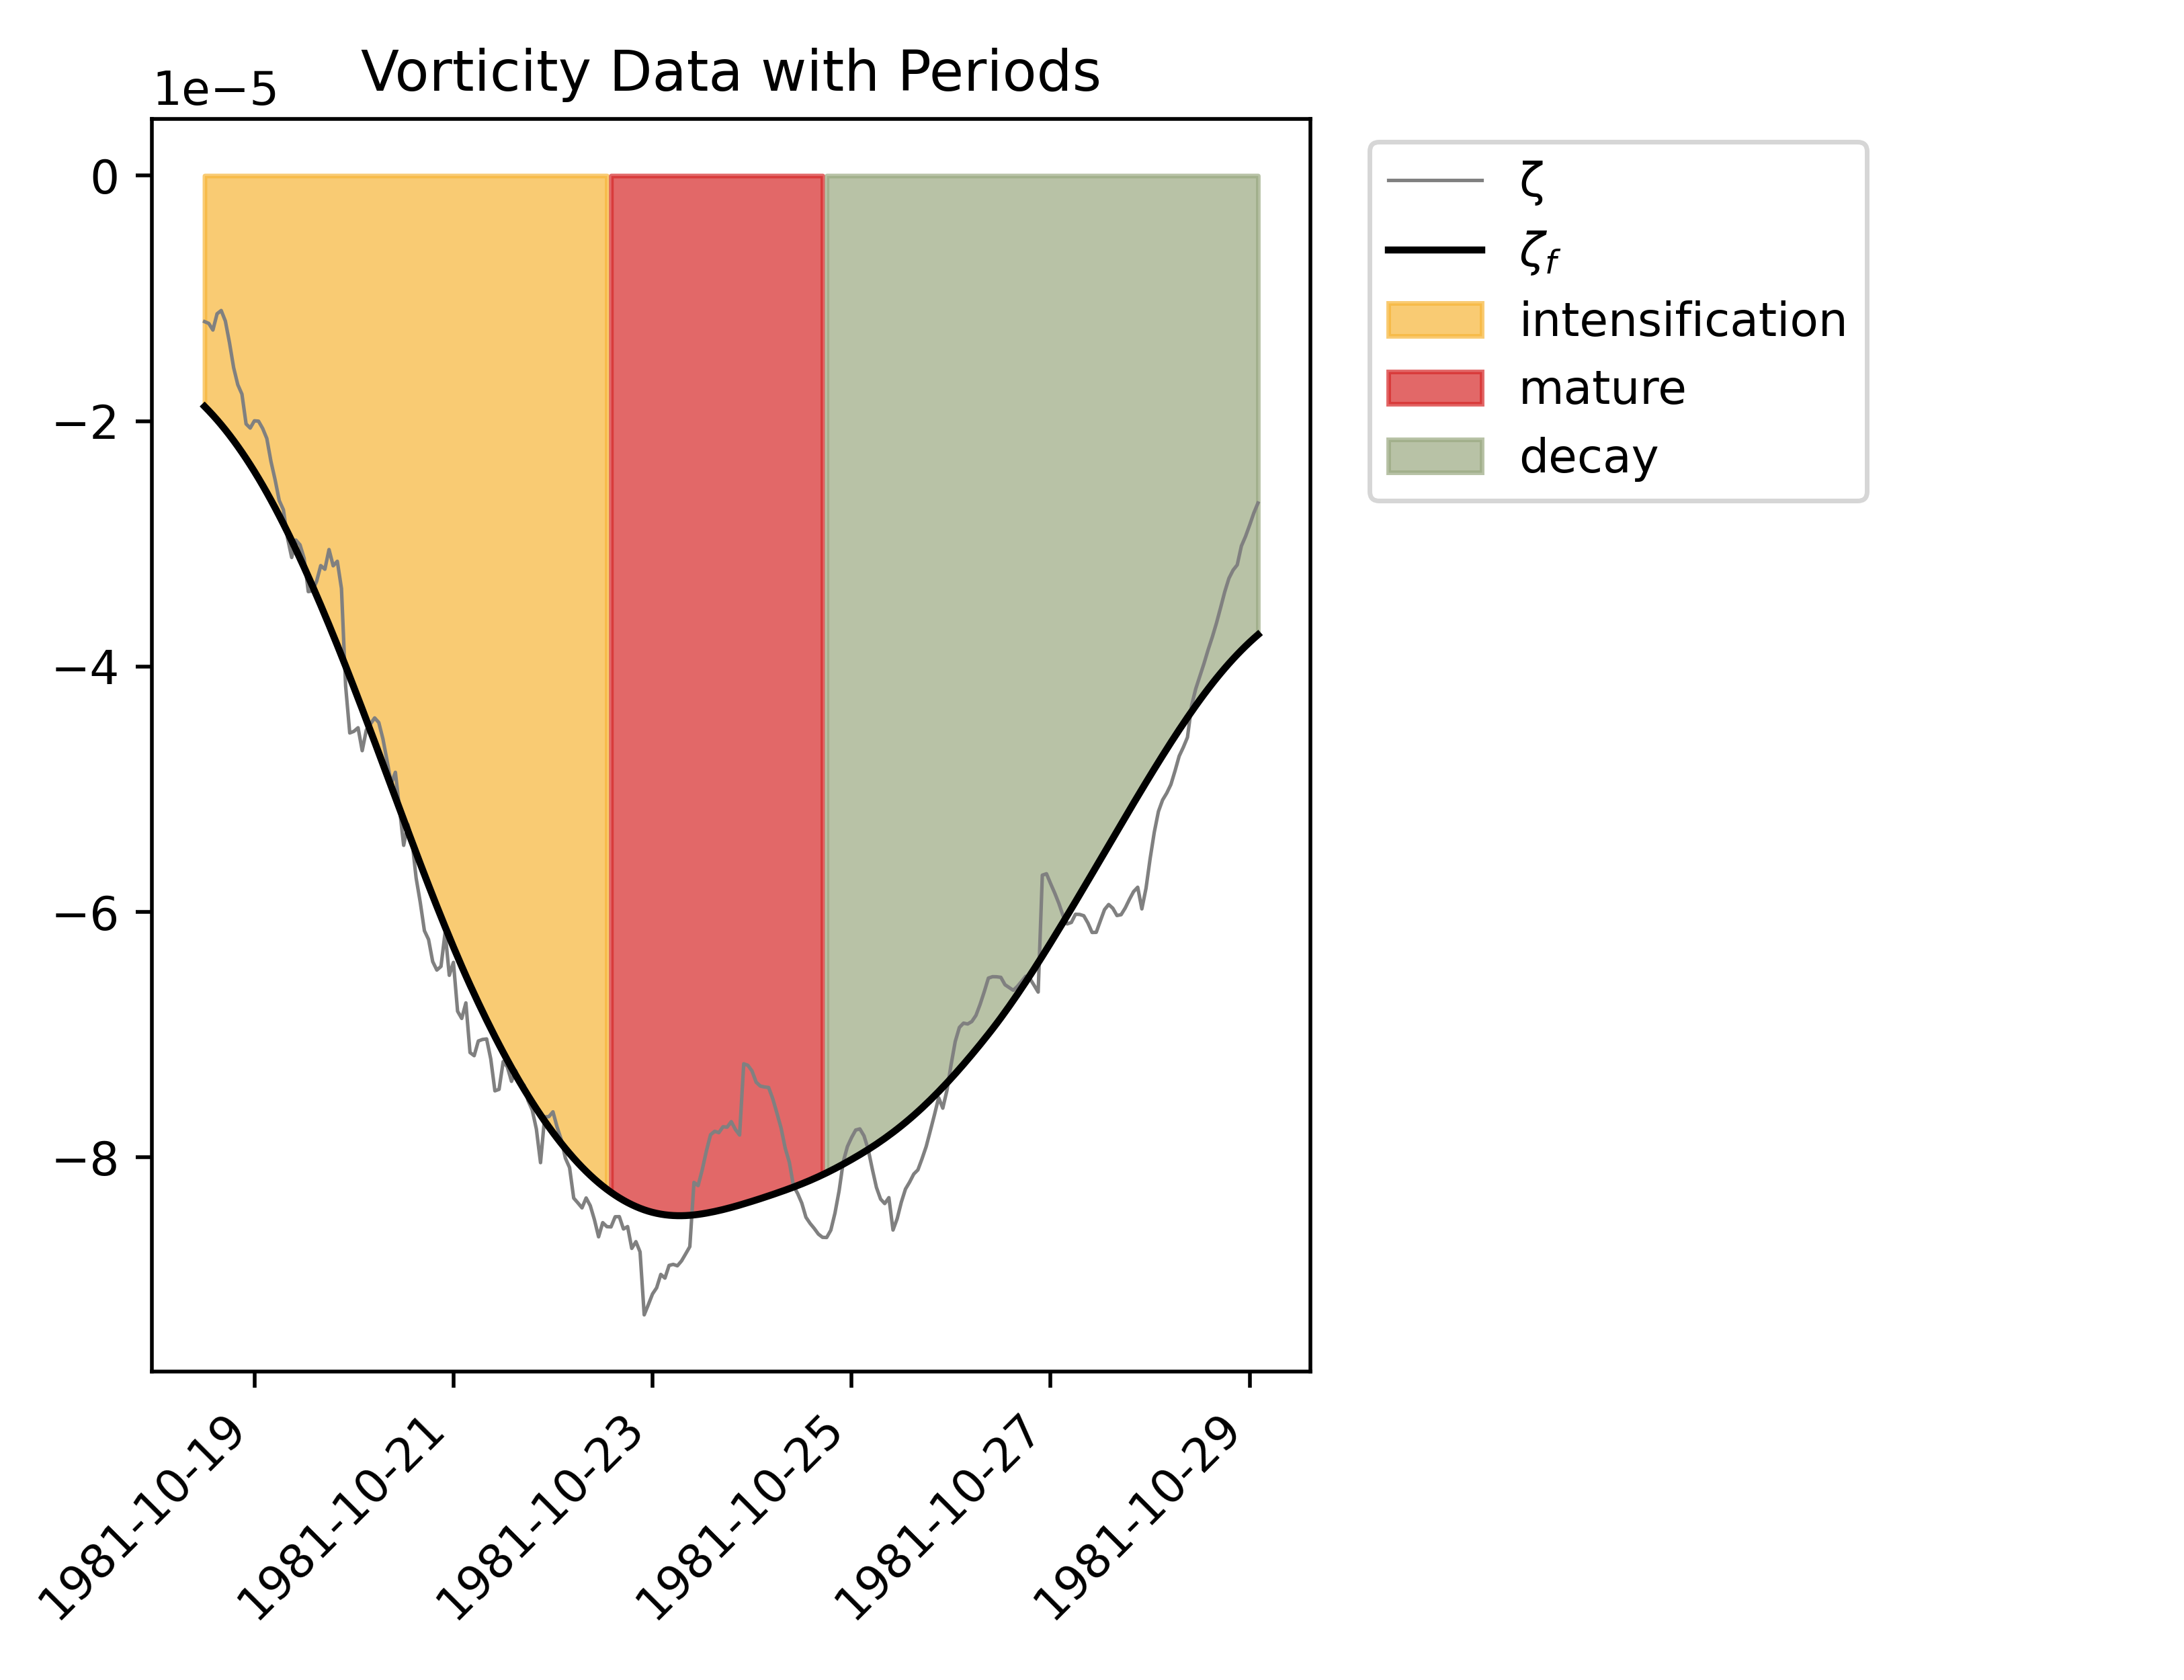 Vorticity Data with Periods
1e−5
0
−2
−4
−6
−8
1981-10-19
1981-10-21
1981-10-23
1981-10-25
1981-10-27
1981-10-29
ζ
ζf
intensification
mature
decay